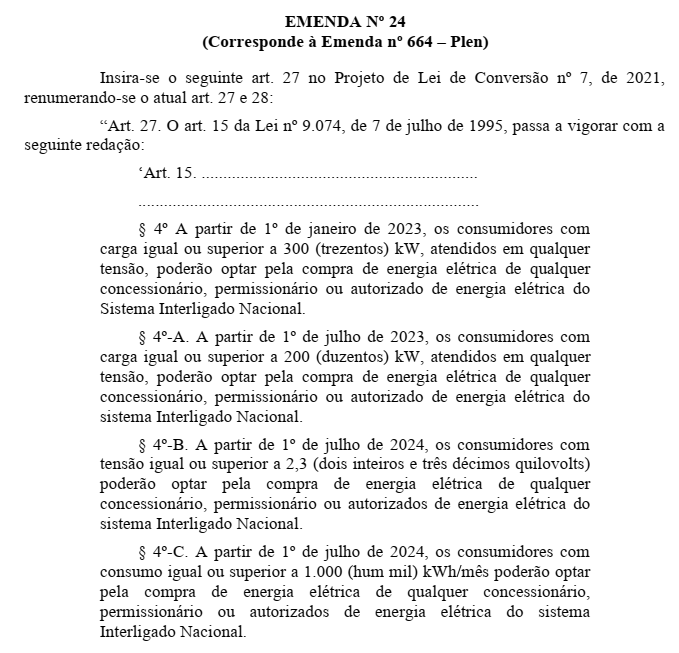 EMENDA Nº 24
(Corresponde à Emenda nº 664 – Plen)
Insira-se o seguinte art. 27 no Projeto de Lei de Conversão nº 7, de 2021,
renumerando-se o atual art. 27 e 28:
“Art. 27. O art. 15 da Lei nº 9.074, de 7 de julho de 1995, passa a vigorar com a
seguinte redação:
‘Art. 15. ................................................................
...............................................................................
§ 4º A partir de 1º de janeiro de 2023, os consumidores com
carga igual ou superior a 300 (trezentos) kW, atendidos em qualquer
tensão, poderão optar pela compra de energia elétrica de qualquer
concessionário, permissionário ou autorizado de energia elétrica do
Sistema Interligado Nacional.
§ 4º-A. A partir de 1º de julho de 2023, os consumidores com
carga igual ou superior a 200 (duzentos) kW, atendidos em qualquer
tensão, poderão optar pela compra de energia elétrica de qualquer
concessionário, permissionário ou autorizado de energia elétrica do
sistema Interligado Nacional.
§ 4º-B. A partir de 1º de julho de 2024, os consumidores com
tensão igual ou superior a 2,3 (dois inteiros e três décimos quilovolts)
poderão optar pela compra de energia elétrica de qualquer
concessionário, permissionário ou autorizados de energia elétrica do
sistema Interligado Nacional.
§ 4º-C. A partir de 1º de julho de 2024, os consumidores com
consumo igual ou superior a 1.000 (hum mil) kWh/mês poderão optar
pela compra de energia elétrica de qualquer concessionário,
permissionário ou autorizados de energia elétrica do sistema
Interligado Nacional.